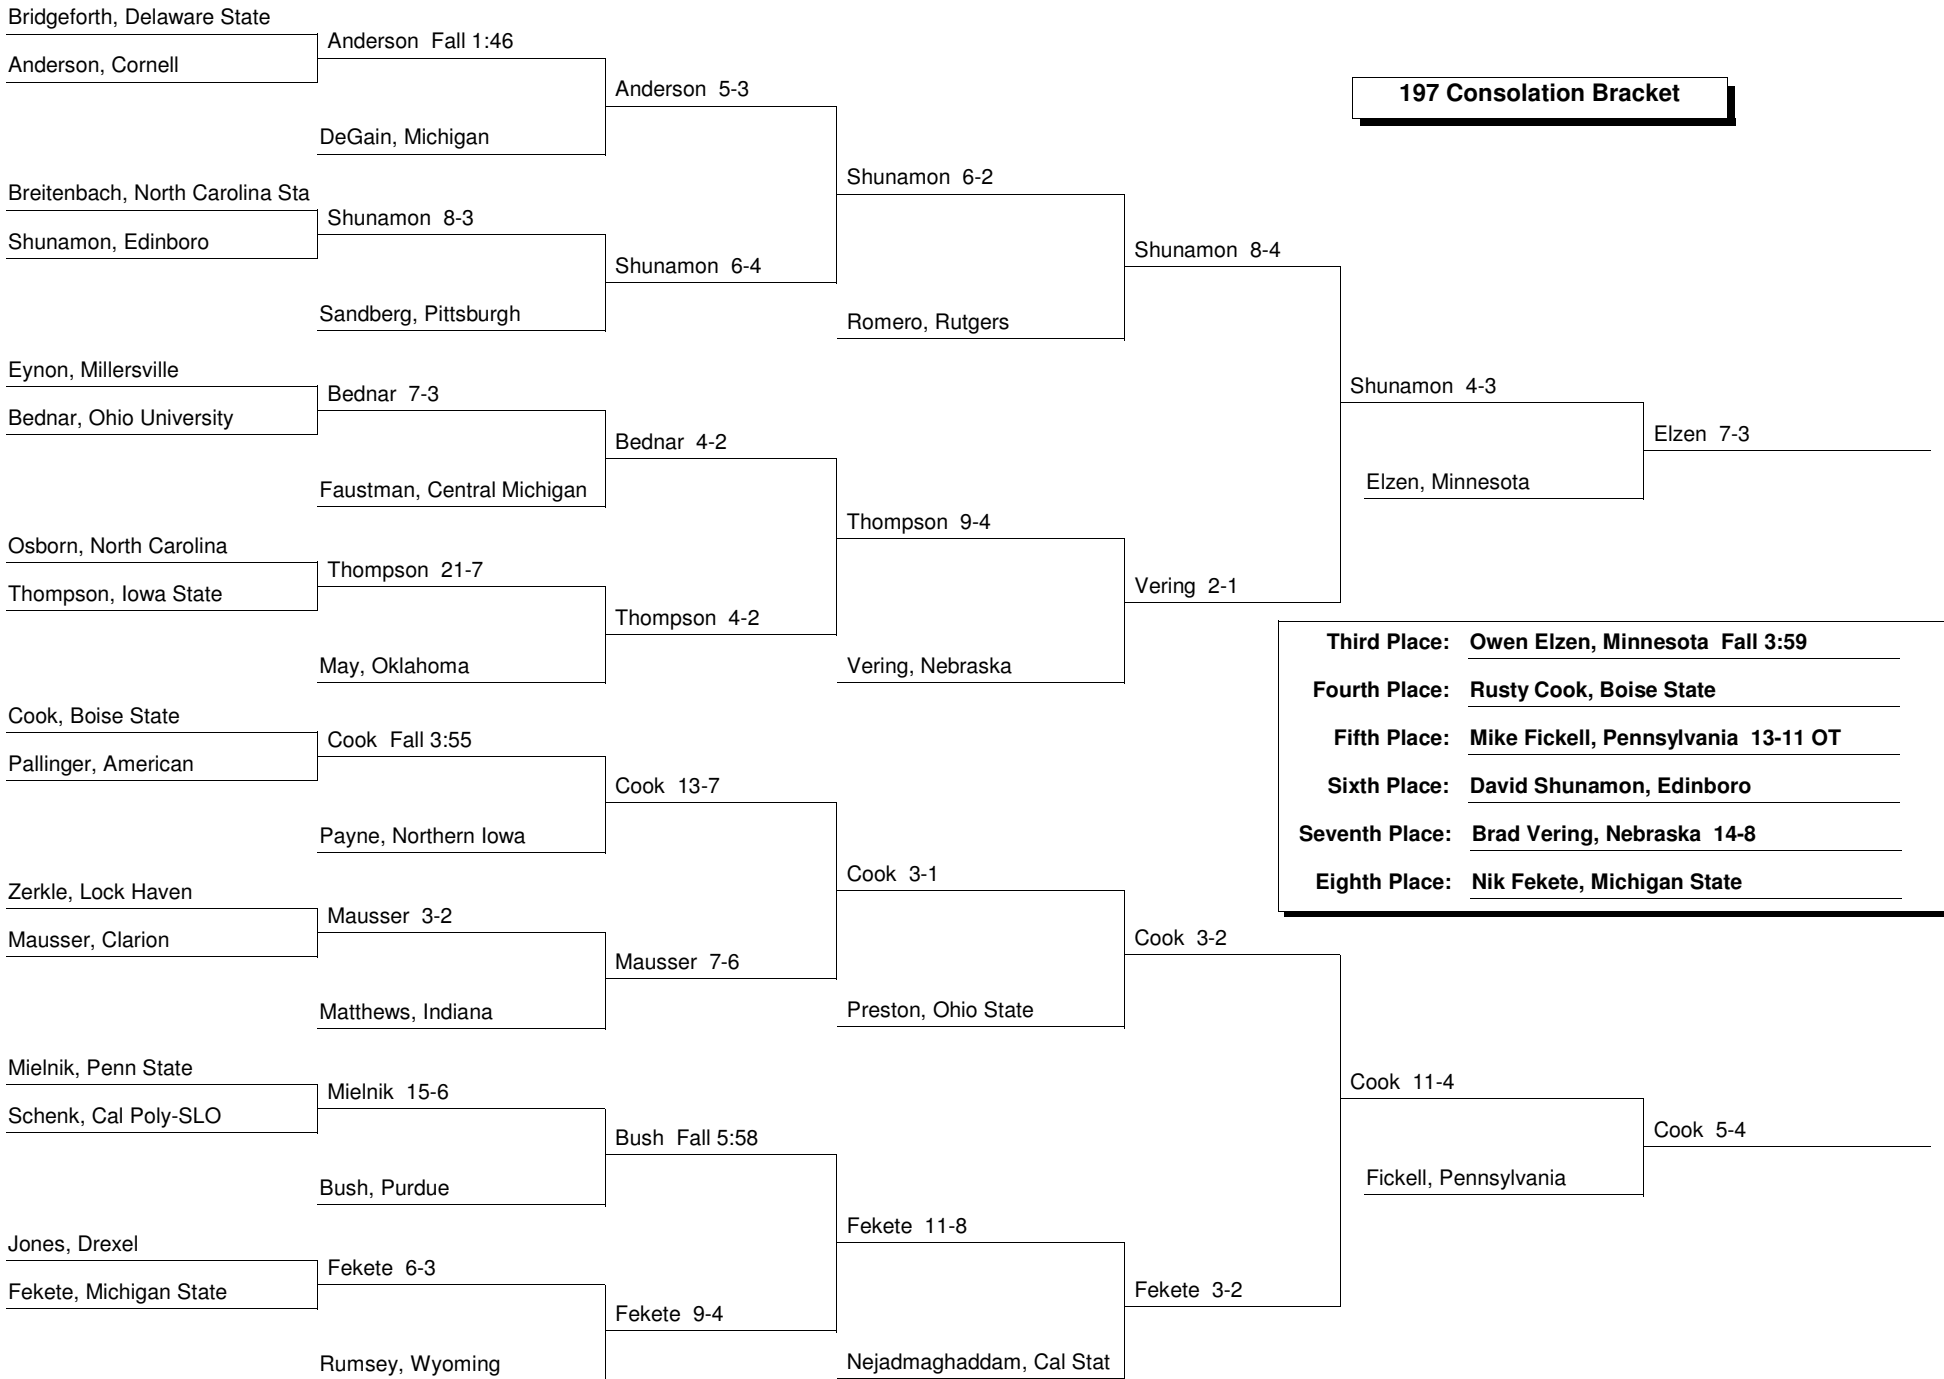 Bridgeforth, Delaware State
Anderson  Fall 1:46
Anderson, Cornell
Anderson  5-3
197 Consolation Bracket
DeGain, Michigan
Shunamon  6-2
Breitenbach, North Carolina Sta
Shunamon  8-3
Shunamon, Edinboro
Shunamon  8-4
Shunamon  6-4
Sandberg, Pittsburgh
Romero, Rutgers
Eynon, Millersville
Shunamon  4-3
Bednar  7-3
Bednar, Ohio University
Elzen  7-3
Bednar  4-2
Elzen, Minnesota
Faustman, Central Michigan
Thompson  9-4
Osborn, North Carolina
Thompson  21-7
Vering  2-1
Thompson, Iowa State
Thompson  4-2
Third Place: Owen Elzen, Minnesota  Fall 3:59
May, Oklahoma
Vering, Nebraska
Fourth Place: Rusty Cook, Boise State
Cook, Boise State
Cook  Fall 3:55
Fifth Place: Mike Fickell, Pennsylvania  13-11 OT
Pallinger, American
Cook  13-7
Sixth Place: David Shunamon, Edinboro
Payne, Northern Iowa
Seventh Place: Brad Vering, Nebraska  14-8
Cook  3-1
Eighth Place: Nik Fekete, Michigan State
Zerkle, Lock Haven
Mausser  3-2
Mausser, Clarion
Cook  3-2
Mausser  7-6
Matthews, Indiana
Preston, Ohio State
Mielnik, Penn State
Cook  11-4
Mielnik  15-6
Schenk, Cal Poly-SLO
Cook  5-4
Bush  Fall 5:58
Fickell, Pennsylvania
Bush, Purdue
Fekete  11-8
Jones, Drexel
Fekete  6-3
Fekete, Michigan State
Fekete  3-2
Fekete  9-4
Rumsey, Wyoming
Nejadmaghaddam, Cal Stat